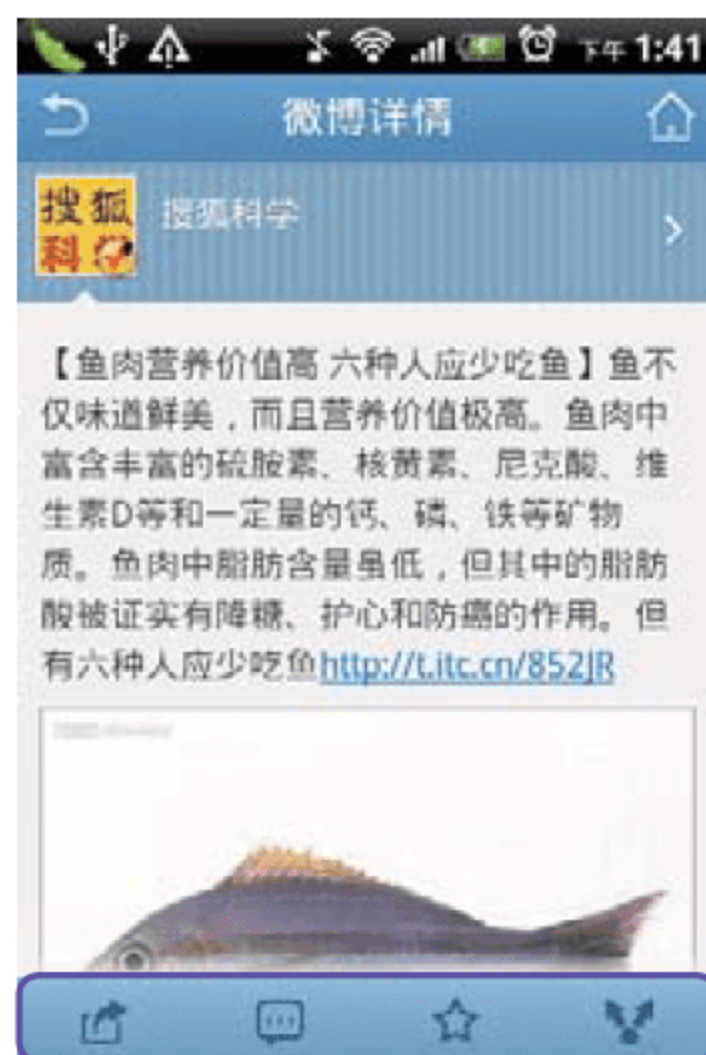 下午 1:41
微博详情
搜狐
科学
搜狐科学
【鱼肉营养价值高 六种人应少吃鱼】鱼不
仅味道鲜美，而且营养价值极高。鱼肉中
富含丰富的硫胺素、核黄素、尼克酸、维
生素D等和一定量的钙、磷、铁等矿物
质。鱼肉中脂肪含量虽低，但其中的脂肪
酸被证实有降糖、护心和防癌的作用。但
有六种人应少吃鱼http://t.itc.cn/852JR